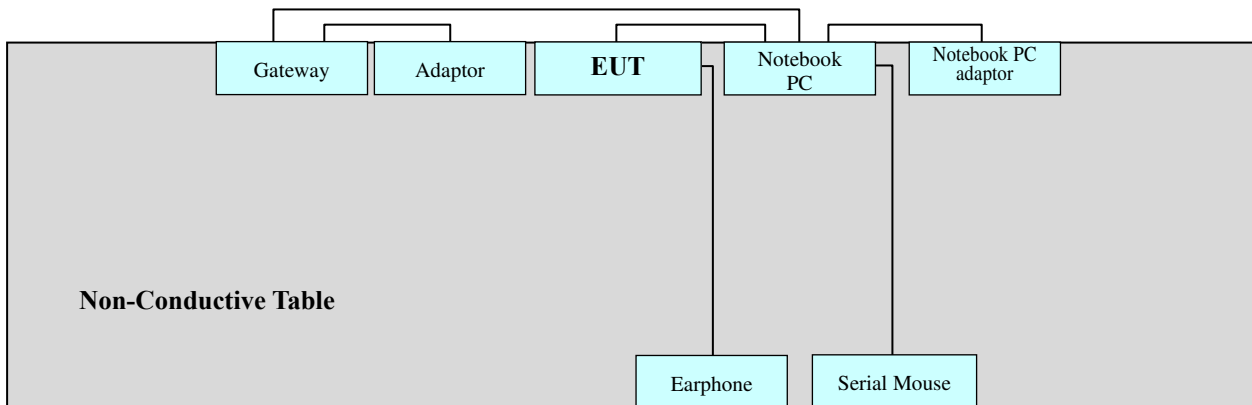 Gateway
Adaptor
EUT
Notebook
PC
Notebook PC
adaptor
Non-Conductive Table
Earphone
Serial Mouse